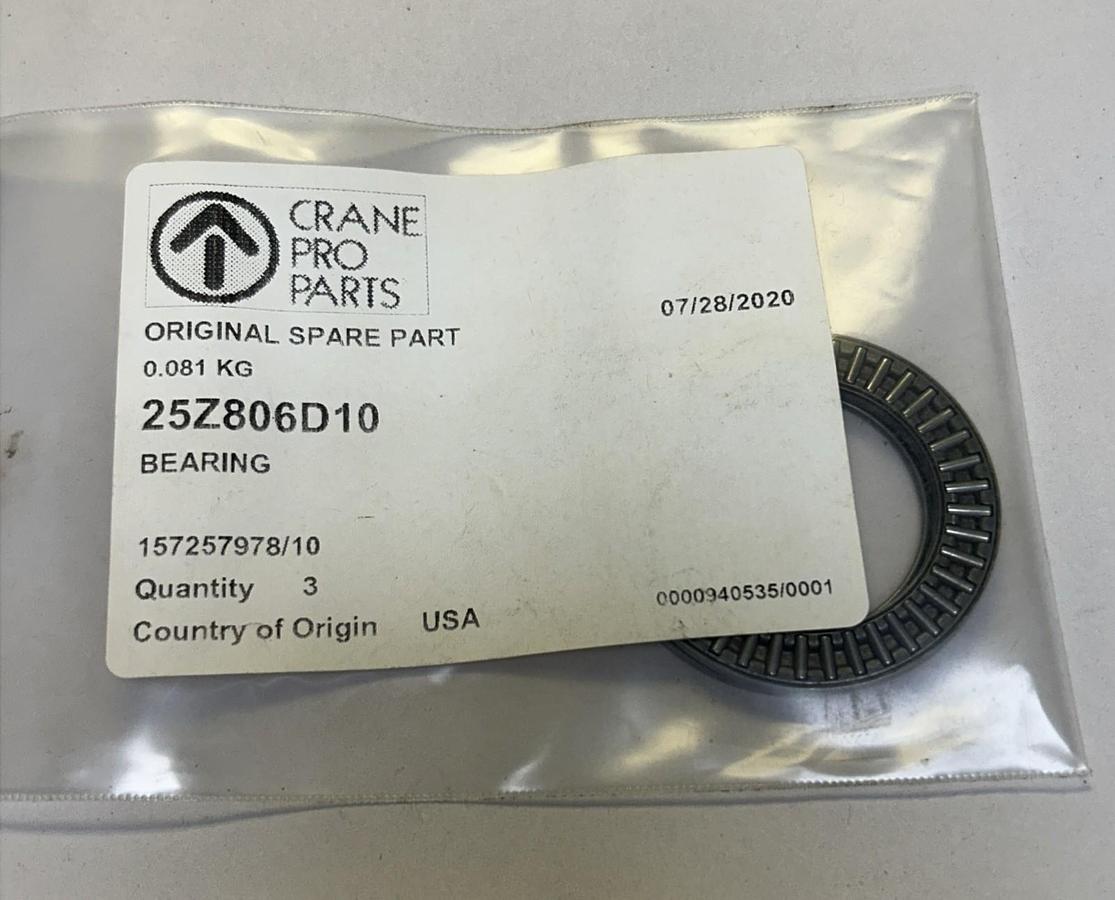 CRANE
PRO
PARTS
07/28/2020
ORIGINAL SPARE PART
0.081 KG
25Z806D10
BEARING
157257978/10
Quantity 3
0000940535/0001
Country of Origin USA